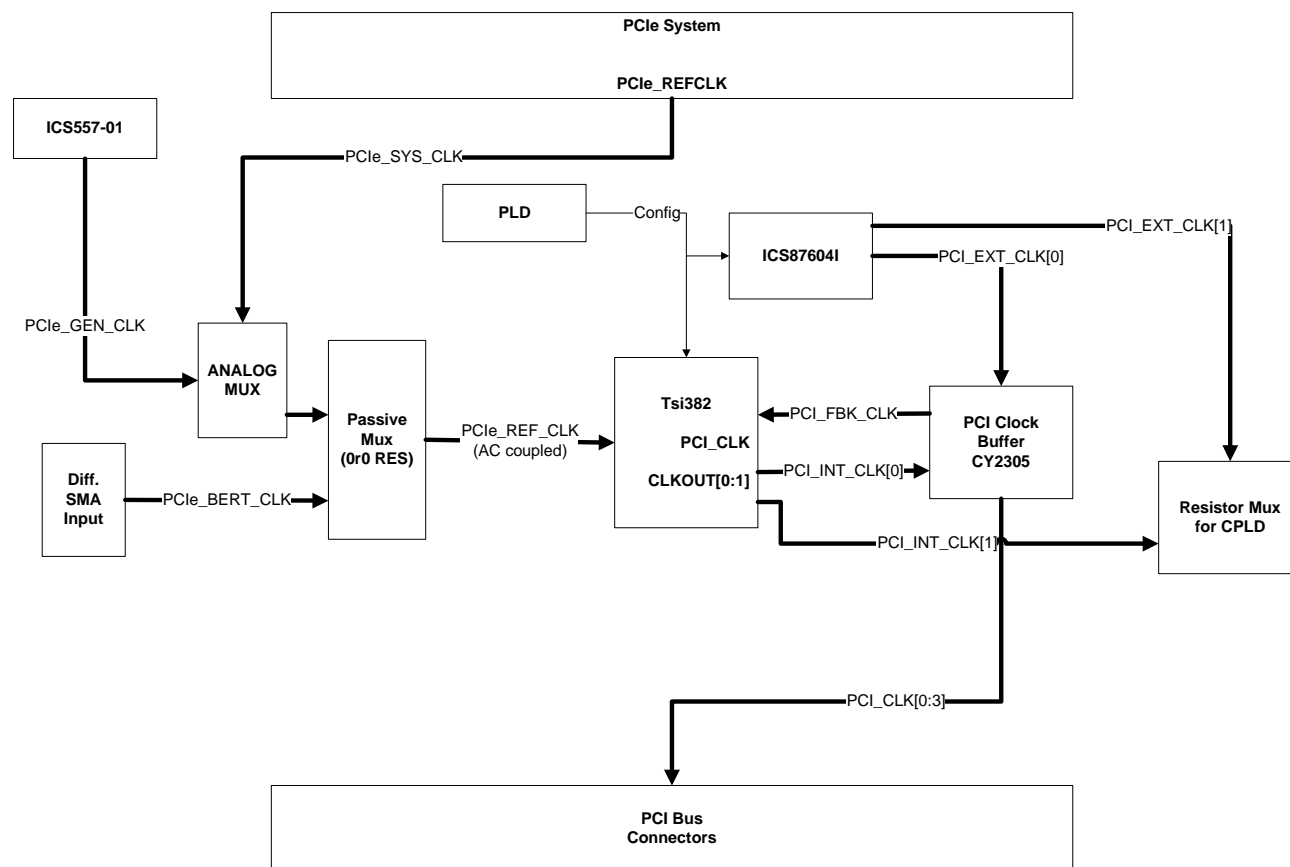 PCIe System
PCIe_REFCLK
ICS557-01
PCIe_SYS_CLK
PLD
Config
ICS87604I
PCI_EXT_CLK[1]
PCI_EXT_CLK[0]
PCIe_GEN_CLK
ANALOG
MUX
Passive
Mux
(0r0 RES)
Tsi382
PCI_CLK
CLKOUT[0:1]
PCI_FBK_CLK
PCI Clock
Buffer
CY2305
PCIe_REF_CLK
(AC coupled)
PCI_INT_CLK[0]
Diff.
SMA
Input
PCIe_BERT_CLK
PCI_INT_CLK[1]
Resistor Mux
for CPLD
PCI_CLK[0:3]
PCI Bus
Connectors